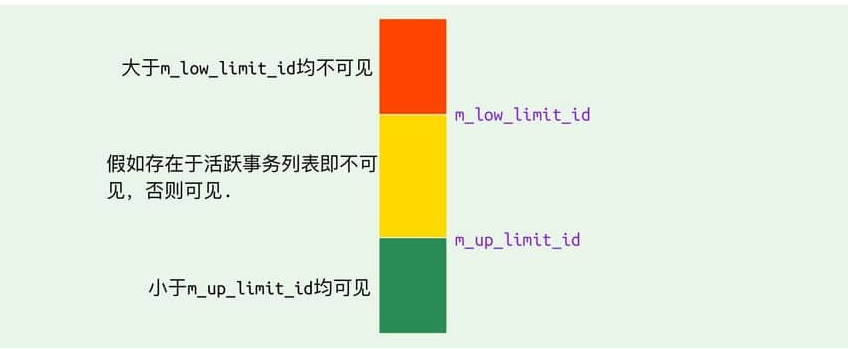 大于m_low_limit_id均不可见
m_low_limit_id
假如存在于活跃事务列表即不可
见，否则可见.
m_up_limit_id
小于m_up_limit_id均可见